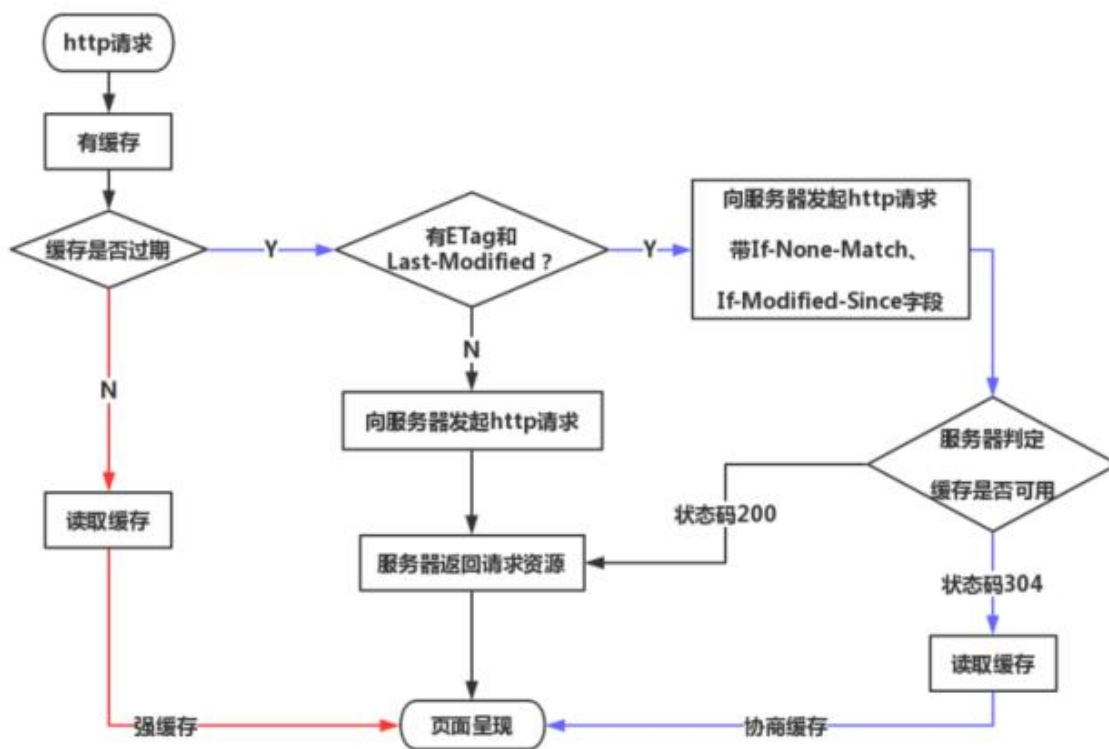 http请求
有缓存
缓存是否过期
Y
有ETag和
Last-Modified？
Y
向服务器发起http请求
带If-None-Match、
If-Modified-Since字段
N
N
向服务器发起http请求
服务器判定
缓存是否可用
读取缓存
状态码200
服务器返回请求资源
状态码304
读取缓存
强缓存
页面呈现
协商缓存